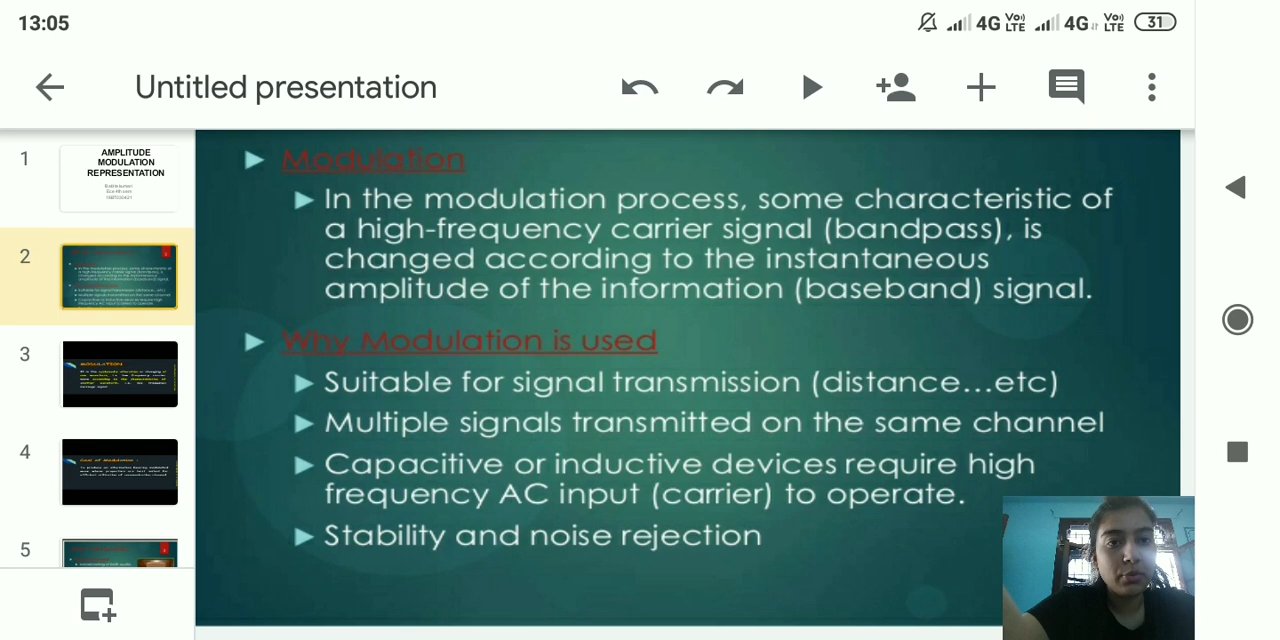 13:05
4G VoLTE 4G VoLTE 31
Untitled presentation
1
AMPLITUDE
MODULATION
REPRESENTATION
2
3
4
5
Modulation
In the modulation process, some characteristic of
a high-frequency carrier signal (bandpass), is
changed according to the instantaneous
amplitude of the information (baseband) signal.
Why Modulation is used
Suitable for signal transmission (distance...etc)
Multiple signals transmitted on the same channel
Capacitive or inductive devices require high
frequency AC input (carrier) to operate.
Stability and noise rejection